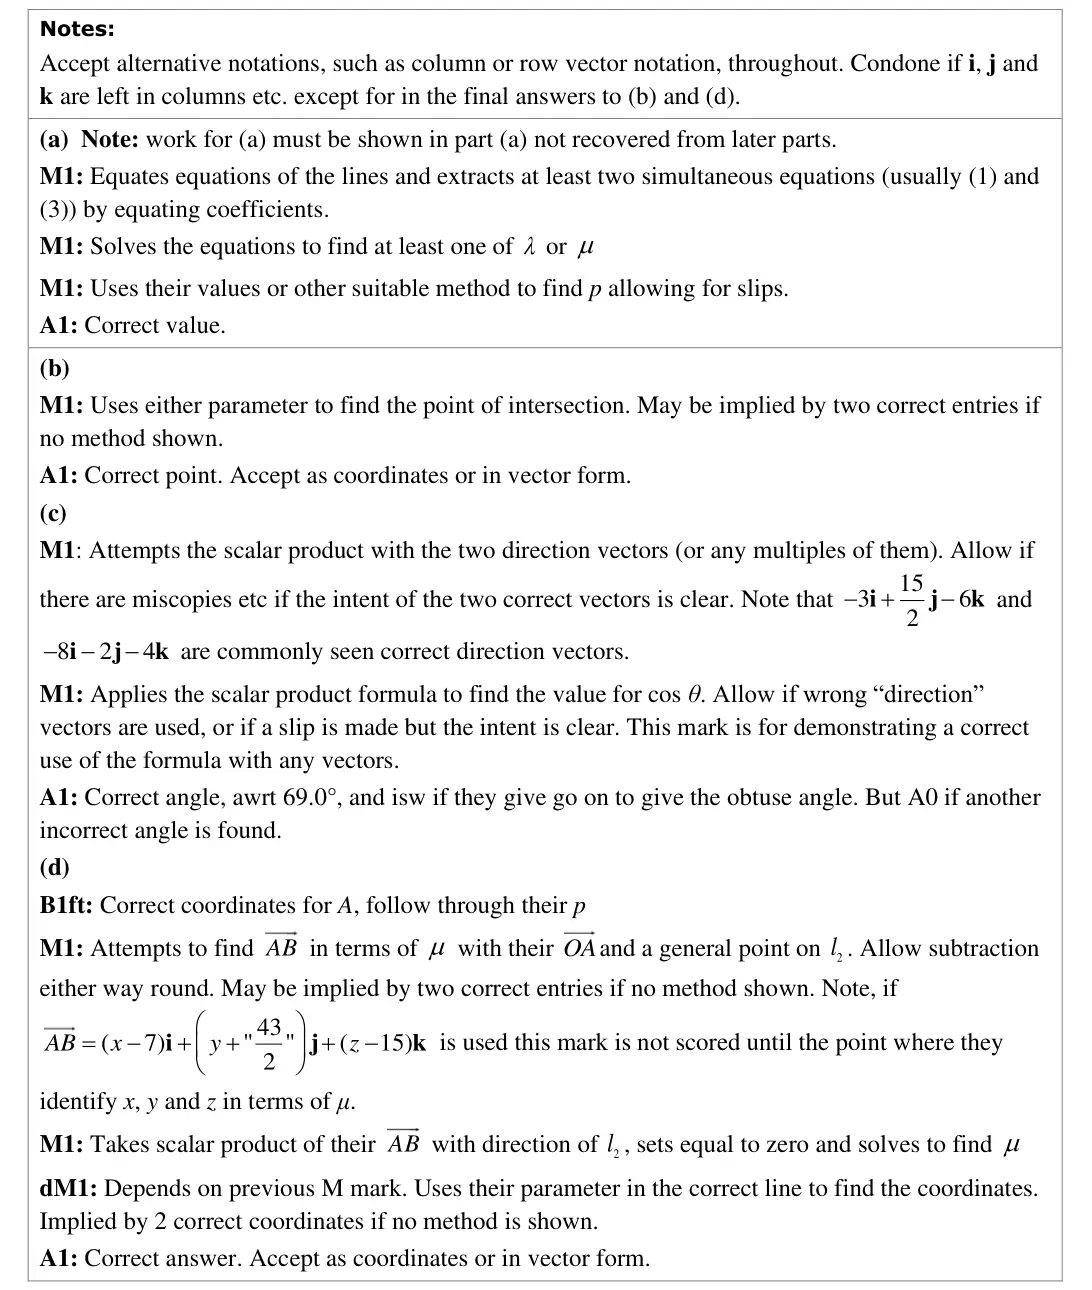 Notes:
Accept alternative notations, such as column or row vector notation, throughout. Condone if i, j and
k are left in columns etc. except for in the final answers to (b) and (d).
(a) Note: work for (a) must be shown in part (a) not recovered from later parts.
M1: Equates equations of the lines and extracts at least two simultaneous equations (usually (1) and
(3)) by equating coefficients.
M1: Solves the equations to find at least one of λ or μ
M1: Uses their values or other suitable method to find p allowing for slips.
A1: Correct value.
(b)
M1: Uses either parameter to find the point of intersection. May be implied by two correct entries if
no method shown.
A1: Correct point. Accept as coordinates or in vector form.
(c)
M1: Attempts the scalar product with the two direction vectors (or any multiples of them). Allow if
there are miscopies etc if the intent of the two correct vectors is clear. Note that −3i + 15/2 j − 6k and
−8i − 2j − 4k are commonly seen correct direction vectors.
M1: Applies the scalar product formula to find the value for cos θ. Allow if wrong “direction”
vectors are used, or if a slip is made but the intent is clear. This mark is for demonstrating a correct
use of the formula with any vectors.
A1: Correct angle, awrt 69.0°, and isw if they give go on to give the obtuse angle. But A0 if another
incorrect angle is found.
(d)
B1ft: Correct coordinates for A, follow through their p
M1: Attempts to find AB in terms of μ with their OA and a general point on l₂. Allow subtraction
either way round. May be implied by two correct entries if no method shown. Note, if
AB = (x − 7)i + (y + "43/2") j + (z − 15)k is used this mark is not scored until the point where they
identify x, y and z in terms of μ.
M1: Takes scalar product of their AB with direction of l₂, sets equal to zero and solves to find μ
dM1: Depends on previous M mark. Uses their parameter in the correct line to find the coordinates.
Implied by 2 correct coordinates if no method is shown.
A1: Correct answer. Accept as coordinates or in vector form.